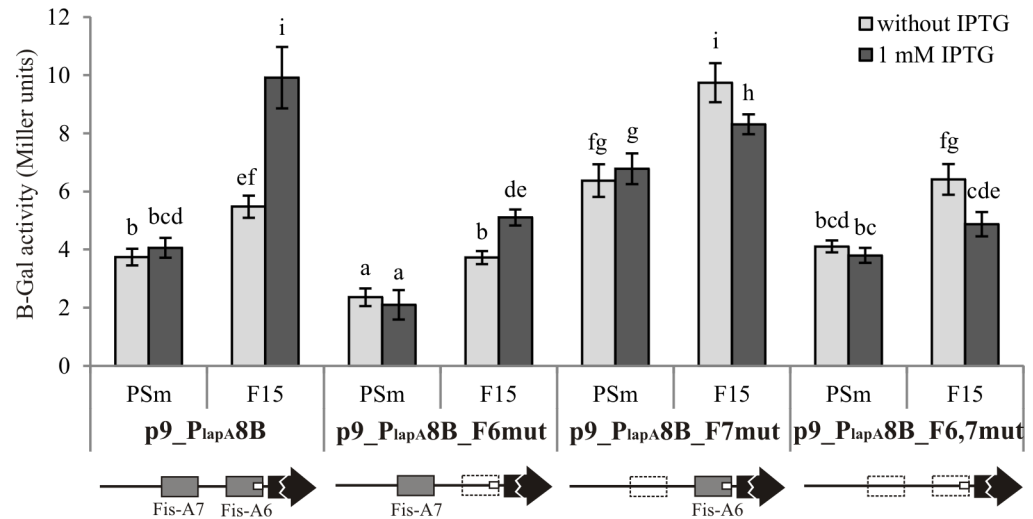 B-Gal activity (Miller units)
12
10
8
6
4
2
0
without IPTG
1 mM IPTG
b
bcd
ef
i
a
a
b
de
fg
g
i
h
bcd
bc
fg
cde
PSm F15 PSm F15 PSm F15 PSm F15
p9_PlapA8B p9_PlapA8B_F6mut p9_PlapA8B_F7mut p9_PlapA8B_F6,7mut
Fis-A7 Fis-A6 Fis-A7 Fis-A6